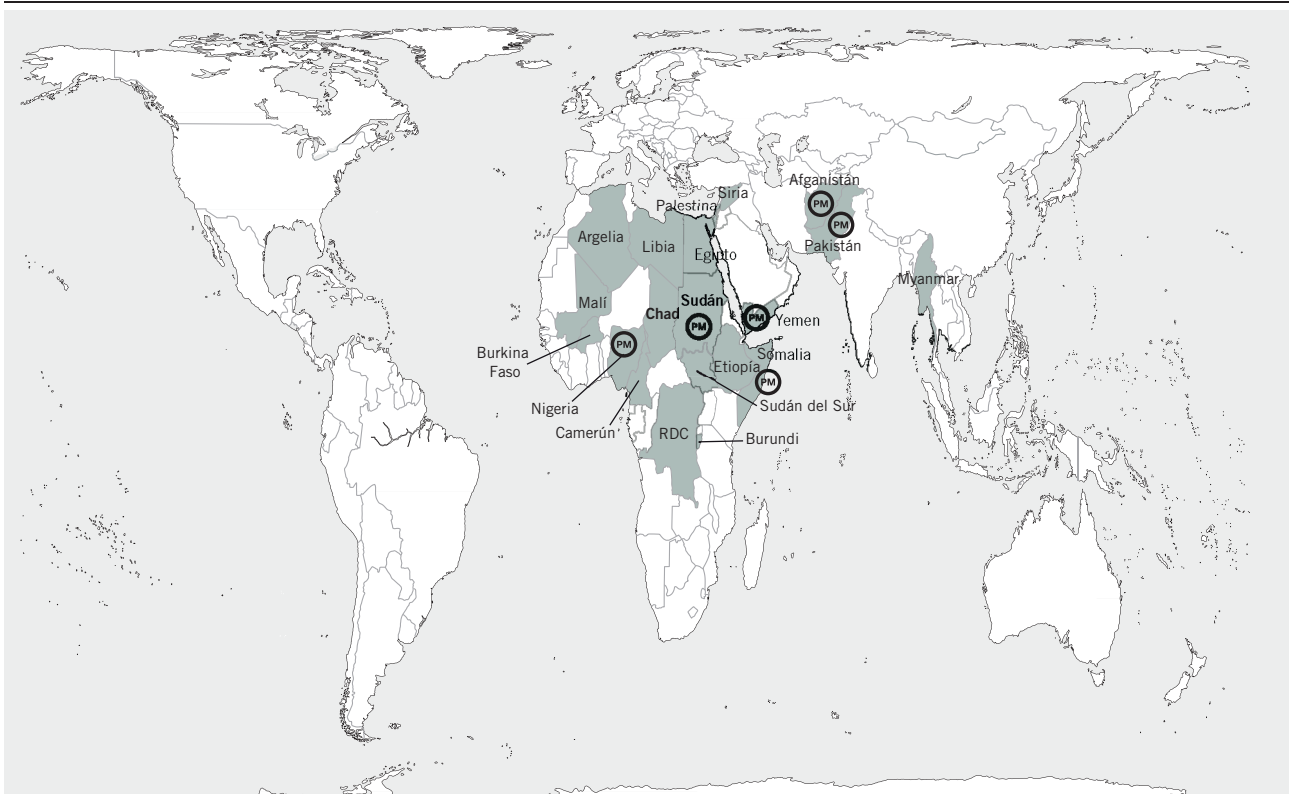 Afganistán
PM
Siria
Palestina
PM
Argelia
Libia
Egipto
Pakistán
Myanmar
Malí
Sudán
Chad
PM
PM
Yemen
PM
Burkina
Faso
Somalia
Etiopía
PM
Nigeria
Sudán del Sur
Camerún
RDC
Burundi